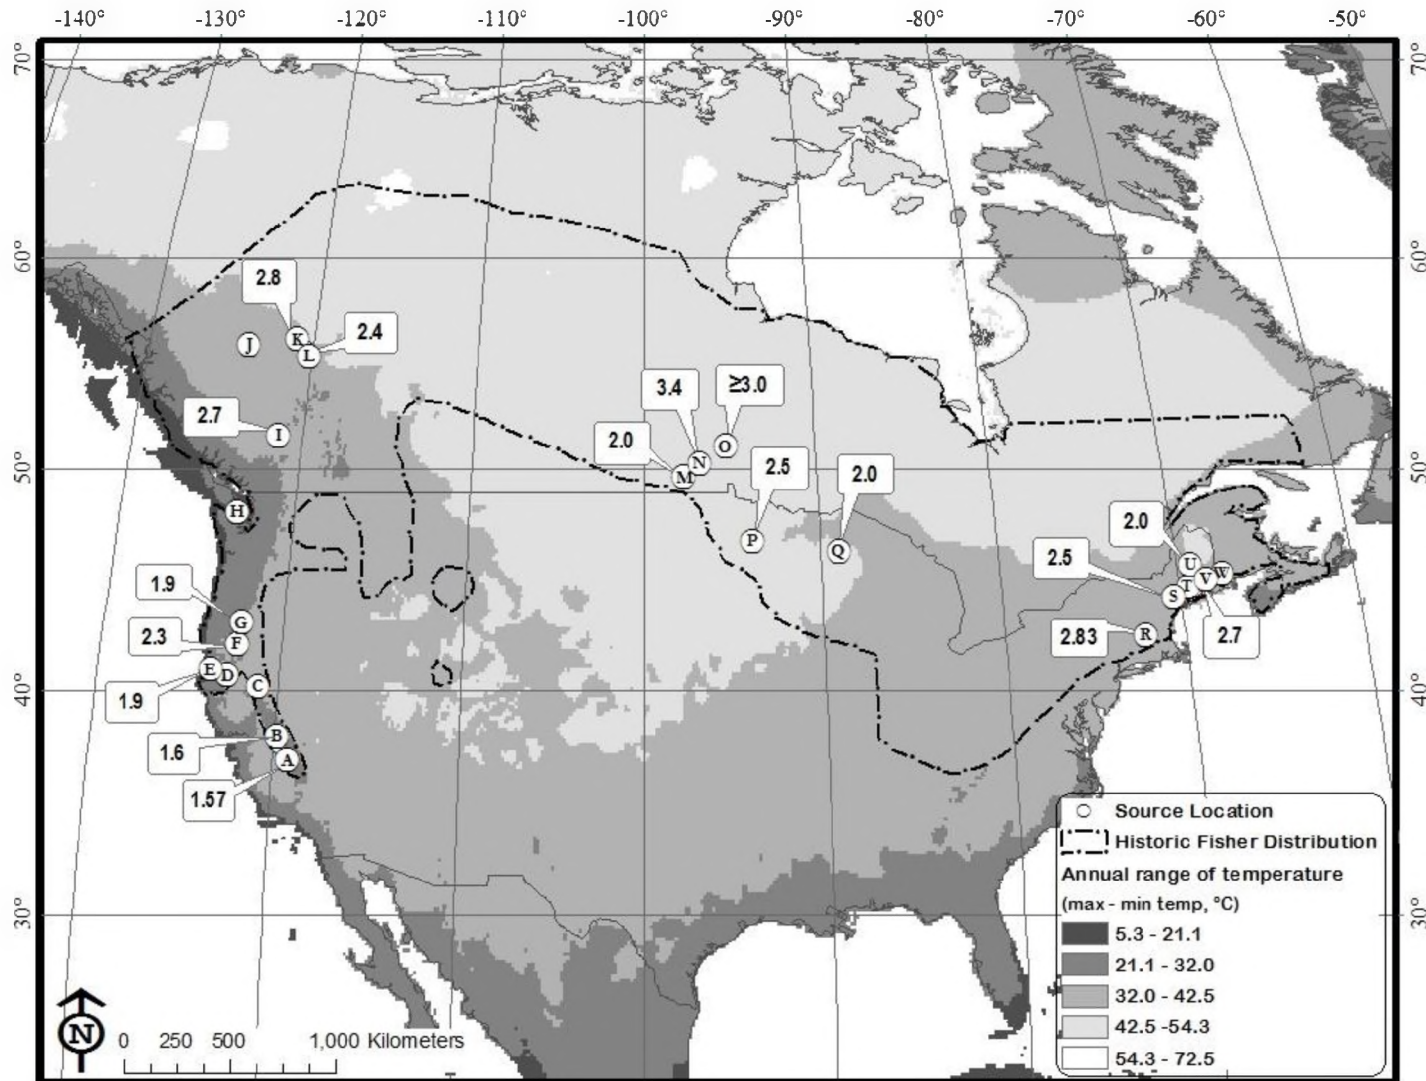 -140° -130° -120° -110° -100° -90° -80° -70° -60° -50°
70° 70°
60° 60°
2.8
K
J
2.4
L
3.4
≥3.0
2.7
I
2.0
O
N
50° M 50°
2.5
2.0
H
2.0
P
Q
2.5
U
W
V
T
S
1.9
G
2.3
F
2.83
R
2.7
E
D
C
1.9
40° 40°
B
1.6
A
1.57
Source Location
Historic Fisher Distribution
Annual range of temperature
(max - min temp, °C)
30° 30°
5.3 - 21.1
21.1 - 32.0
32.0 - 42.5
42.5 -54.3
54.3 - 72.5
N
0 250 500 1,000 Kilometers